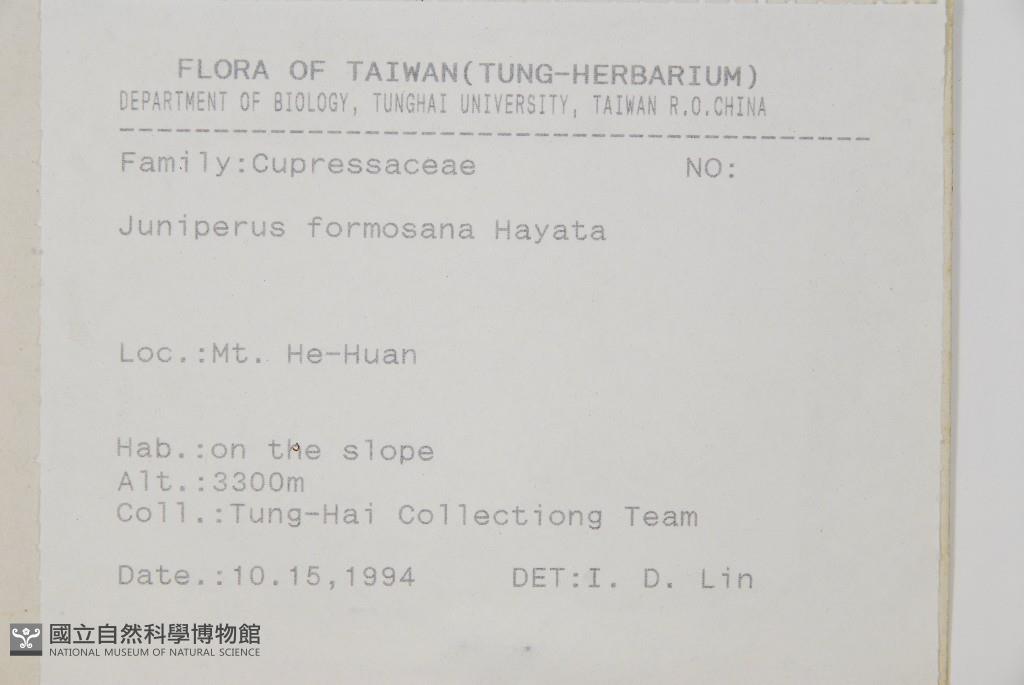 FLORA OF TAIWAN(TUNG-HERBARIUM)
DEPARTMENT OF BIOLOGY, TUNGHAI UNIVERSITY, TAIWAN R.O.CHINA
Family:Cupressaceae NO:
Juniperus formosana Hayata
Loc.:Mt. He-Huan
Hab.:on the slope
Alt.:3300m
Coll.:Tung-Hai Collectiong Team
Date.:10.15,1994 DET:I. D. Lin
國立自然科學博物館
NATIONAL MUSEUM OF NATURAL SCIENCE